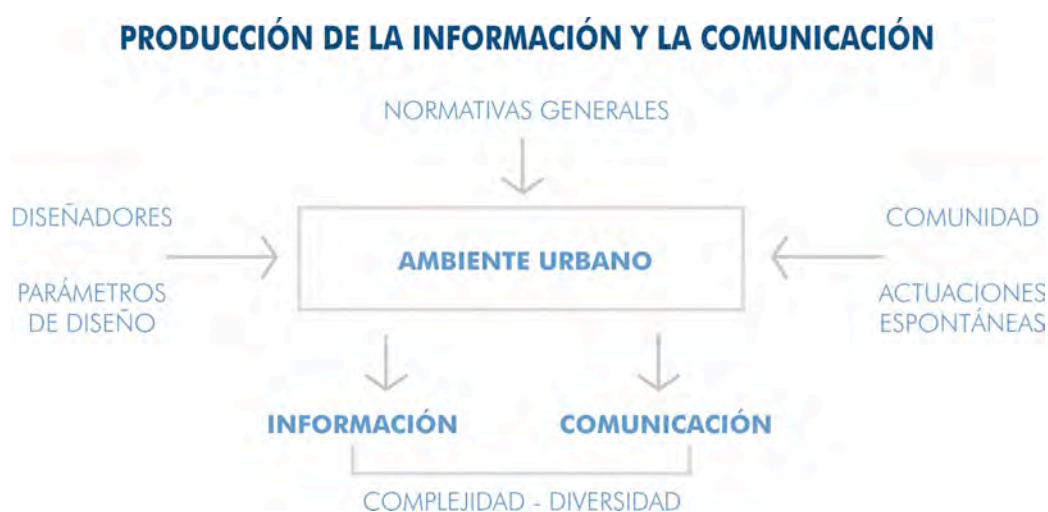 PRODUCCIÓN DE LA INFORMACIÓN Y LA COMUNICACIÓN
NORMATIVAS GENERALES
DISEÑADORES
PARÁMETROS
DE DISEÑO
AMBIENTE URBANO
COMUNIDAD
ACTUACIONES
ESPONTÁNEAS
INFORMACIÓN
COMUNICACIÓN
COMPLEJIDAD - DIVERSIDAD